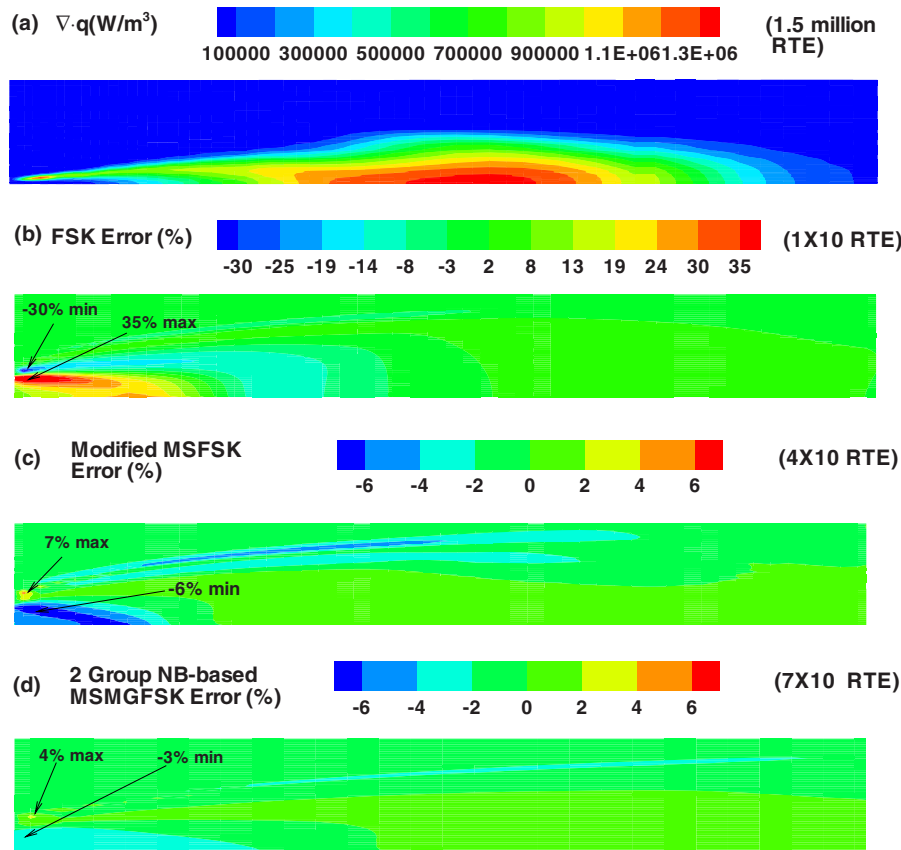 (a) ∇·q(W/m³) (1.5 million
RTE)
100000 300000 500000 700000 900000 1.1E+06 1.3E+06
(b) FSK Error (%) (1X10 RTE)
-30 -25 -19 -14 -8 -3 2 8 13 19 24 30 35
-30% min
35% max
(c) Modified MSFSK
Error (%) (4X10 RTE)
-6 -4 -2 0 2 4 6
7% max
-6% min
(d) 2 Group NB-based
MSMGFSK Error (%) (7X10 RTE)
-6 -4 -2 0 2 4 6
4% max -3% min